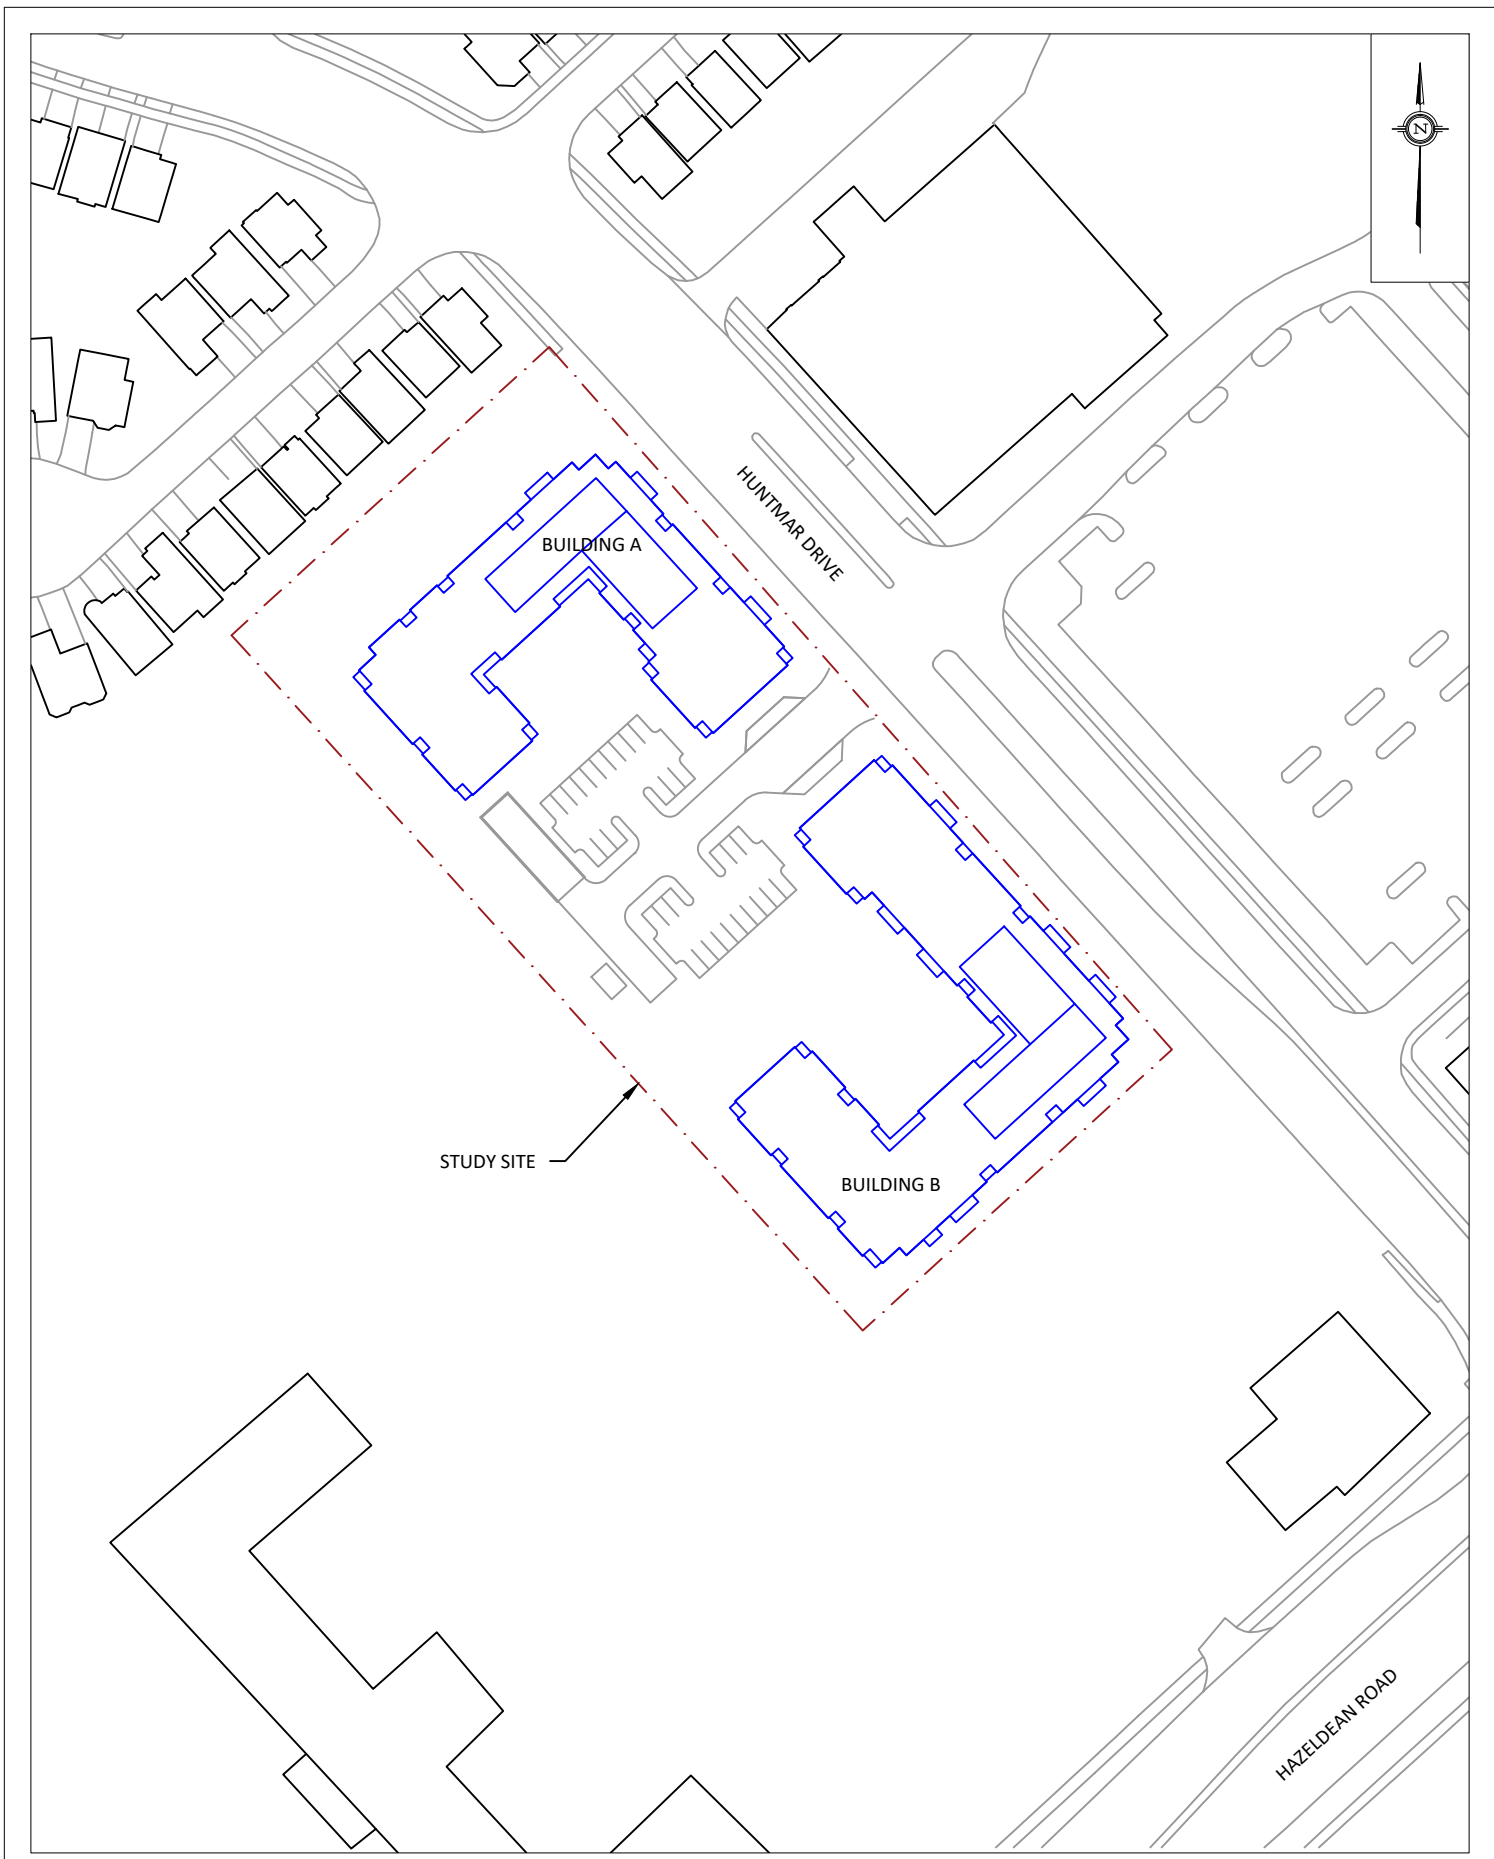 N
HUNTMAR DRIVE
BUILDING A
STUDY SITE
BUILDING B
HAZELDEAN ROAD